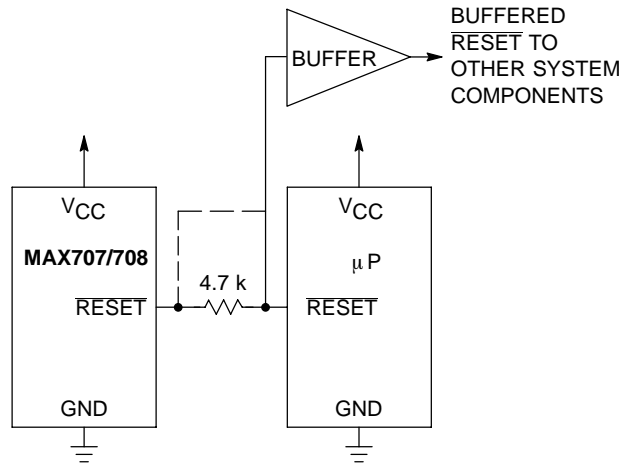 BUFFERED
RESET TO
OTHER SYSTEM
COMPONENTS
BUFFER
VCC
MAX707/708
RESET
GND
4.7 k
VCC
μP
RESET
GND